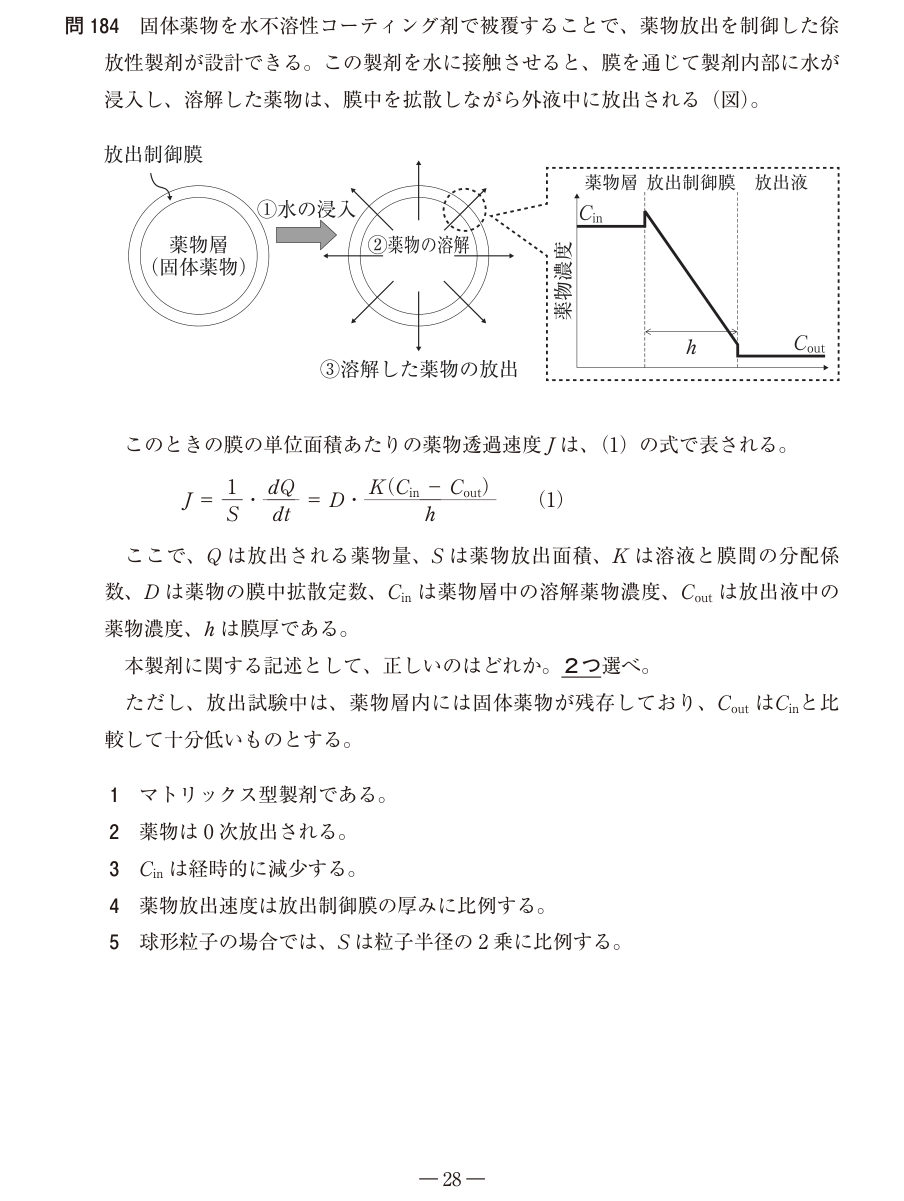 問 184 固体薬物を水不溶性コーティング剤で被覆することで、薬物放出を制御した徐
放性製剤が設計できる。この製剤を水に接触させると、膜を通じて製剤内部に水が
浸入し、溶解した薬物は、膜中を拡散しながら外液中に放出される（図）。
放出制御膜
薬物層
（固体薬物）
①水の浸入
②薬物の溶解
③溶解した薬物の放出
薬物層 放出制御膜 放出液
薬物濃度
Cin
h
Cout
このときの膜の単位面積あたりの薬物透過速度 J は、（1）の式で表される。
J = 1/S · dQ/dt = D · K(Cin − Cout)/h （1）
ここで、Q は放出される薬物量、S は薬物放出面積、K は溶液と膜間の分配係
数、D は薬物の膜中拡散定数、Cin は薬物層中の溶解薬物濃度、Cout は放出液中の
薬物濃度、h は膜厚である。
本製剤に関する記述として、正しいのはどれか。２つ選べ。
ただし、放出試験中は、薬物層内には固体薬物が残存しており、Cout はCinと比
較して十分低いものとする。
1 マトリックス型製剤である。
2 薬物は０次放出される。
3 Cin は経時的に減少する。
4 薬物放出速度は放出制御膜の厚みに比例する。
5 球形粒子の場合では、S は粒子半径の２乗に比例する。
— 28 —